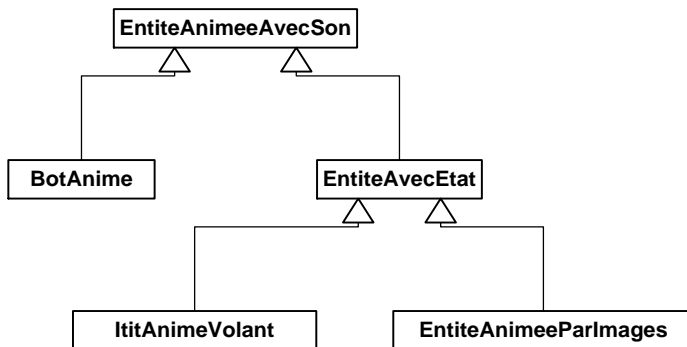 EntiteAnimeeAvecSon
BotAnime
EntiteAvecEtat
ItitAnimeVolant
EntiteAnimeeParImages